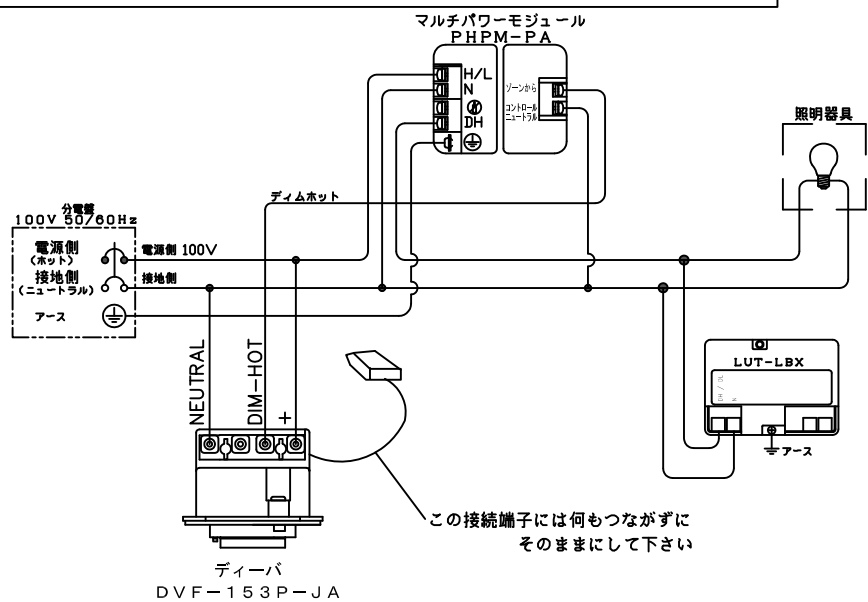 マルチパワーモジュール
PHPM-PA
H/L
N
DH
ゾーンから
コントロール
ニュートラル
照明器具
ディムホット
分電盤
100V 50/60Hz
電源側
(ホット)
電源側 100V
接地側
(ニュートラル)
接地側
アース
NEUTRAL
DIM-HOT
+
LUT-LBX
DH / DL
N
アース
この接続端子には何もつながずに
そのままにして下さい
ディーバ
DVF-153P-JA